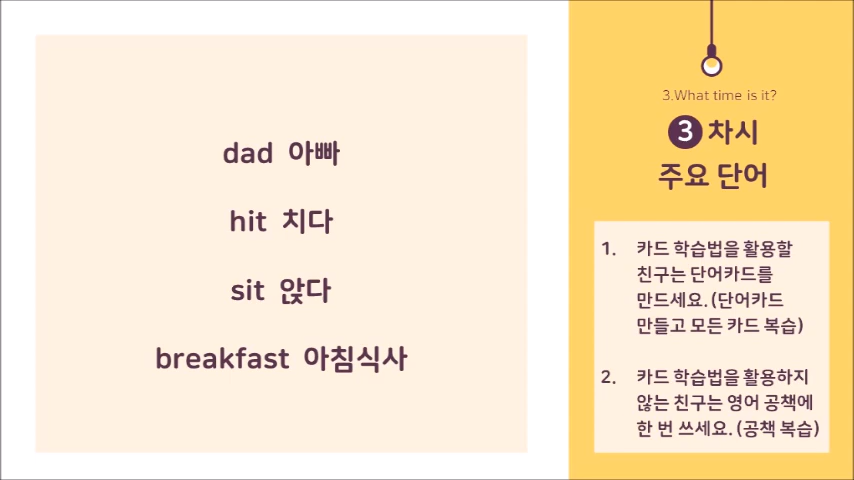 dad 아빠
hit 치다
sit 앉다
breakfast 아침식사
3.What time is it?
3 차시
주요 단어
1. 카드 학습법을 활용할
친구는 단어카드를
만드세요. (단어카드
만들고 모든 카드 복습)
2. 카드 학습법을 활용하지
않는 친구는 영어 공책에
한 번 쓰세요. (공책 복습)